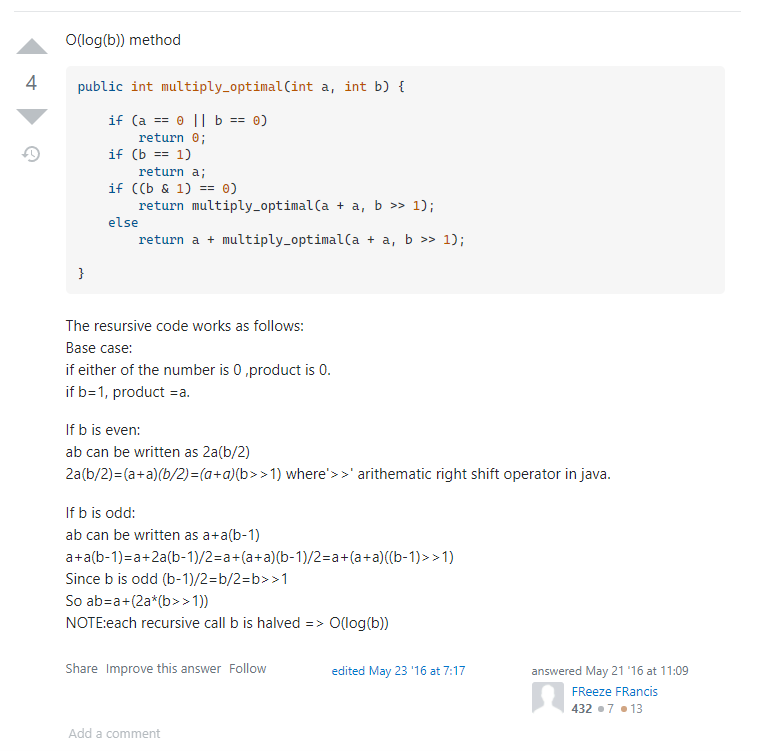 O(log(b)) method
4
public int multiply_optimal(int a, int b) {
if (a == 0 || b == 0)
return 0;
if (b == 1)
return a;
if ((b & 1) == 0)
return multiply_optimal(a + a, b >> 1);
else
return a + multiply_optimal(a + a, b >> 1);
}
The resursive code works as follows:
Base case:
if either of the number is 0 ,product is 0.
if b=1, product =a.
If b is even:
ab can be written as 2a(b/2)
2a(b/2)=(a+a)(b/2)=(a+a)(b>>1) where'>>' arithematic right shift operator in java.
If b is odd:
ab can be written as a+a(b-1)
a+a(b-1)=a+2a(b-1)/2=a+(a+a)(b-1)/2=a+(a+a)((b-1)>>1)
Since b is odd (b-1)/2=b/2=b>>1
So ab=a+(2a*(b>>1))
NOTE:each recursive call b is halved => O(log(b))
Share Improve this answer Follow
edited May 23 '16 at 7:17
answered May 21 '16 at 11:09
FReeze FRancis
432 7 13
Add a comment